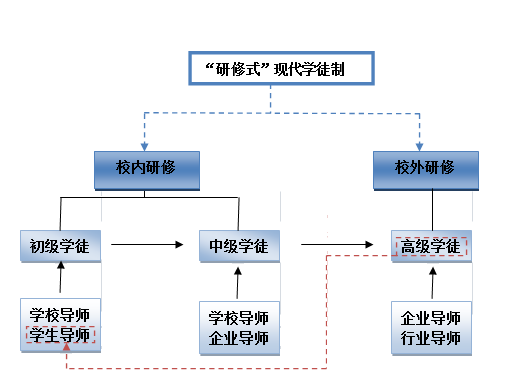 “研修式”现代学徒制
校内研修
校外研修
初级学徒
中级学徒
高级学徒
学校导师
学生导师
学校导师
企业导师
企业导师
行业导师